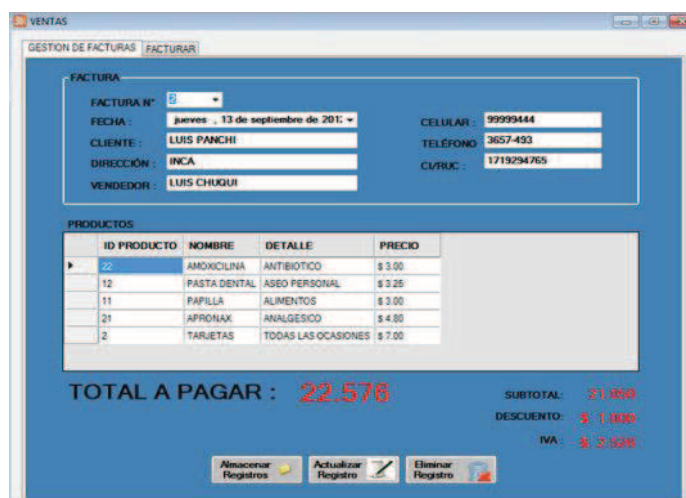 VENTAS
GESTION DE FACTURAS FACTURAR
FACTURA
FACTURA N° 2
FECHA : jueves , 13 de septiembre de 201
CELULAR : 99999444
CLIENTE : LUIS PANCHI
TELÉFONO 3657-493
DIRECCIÓN : INCA
CI/RUC : 1719294765
VENDEDOR : LUIS CHUQUI
PRODUCTOS
ID PRODUCTO NOMBRE DETALLE PRECIO
22 AMOXICILINA ANTIBIOTICO $ 3.00
12 PASTA DENTAL ASEO PERSONAL $ 3.25
11 PAPILLA ALIMENTOS $ 3.00
21 APRONAX ANALGESICO $ 4.80
2 TARJETAS TODAS LAS OCASIONES $ 7.00
TOTAL A PAGAR : 22.576
SUBTOTAL:
DESCUENTO: $ 1.000
IVA :
Almacenar Registros
Actualizar Registro
Eliminar Registro